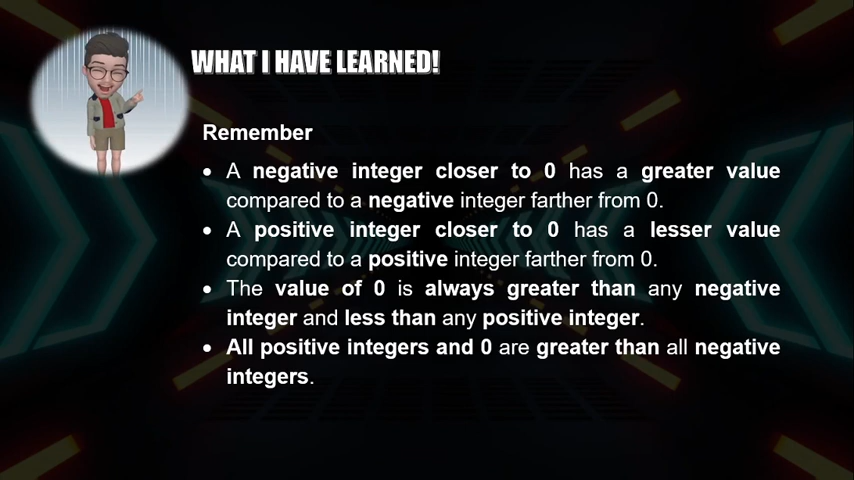 WHAT I HAVE LEARNED!
Remember
• A negative integer closer to 0 has a greater value
compared to a negative integer farther from 0.
• A positive integer closer to 0 has a lesser value
compared to a positive integer farther from 0.
• The value of 0 is always greater than any negative
integer and less than any positive integer.
• All positive integers and 0 are greater than all negative
integers.